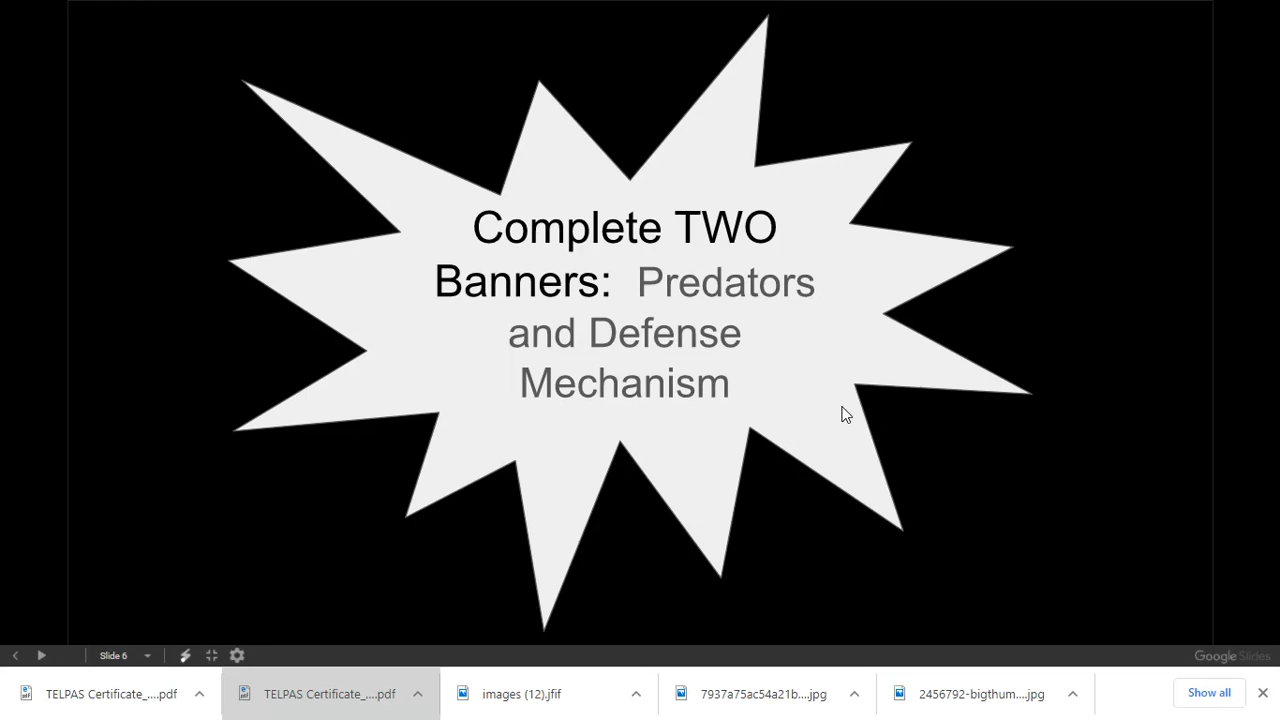 Complete TWO
Banners: Predators
and Defense
Mechanism
Slide 6
Google Slides
TELPAS Certificate_....pdf
TELPAS Certificate_....pdf
images (12).jfif
7937a75ac54a21b....jpg
2456792-bigthum....jpg
Show all